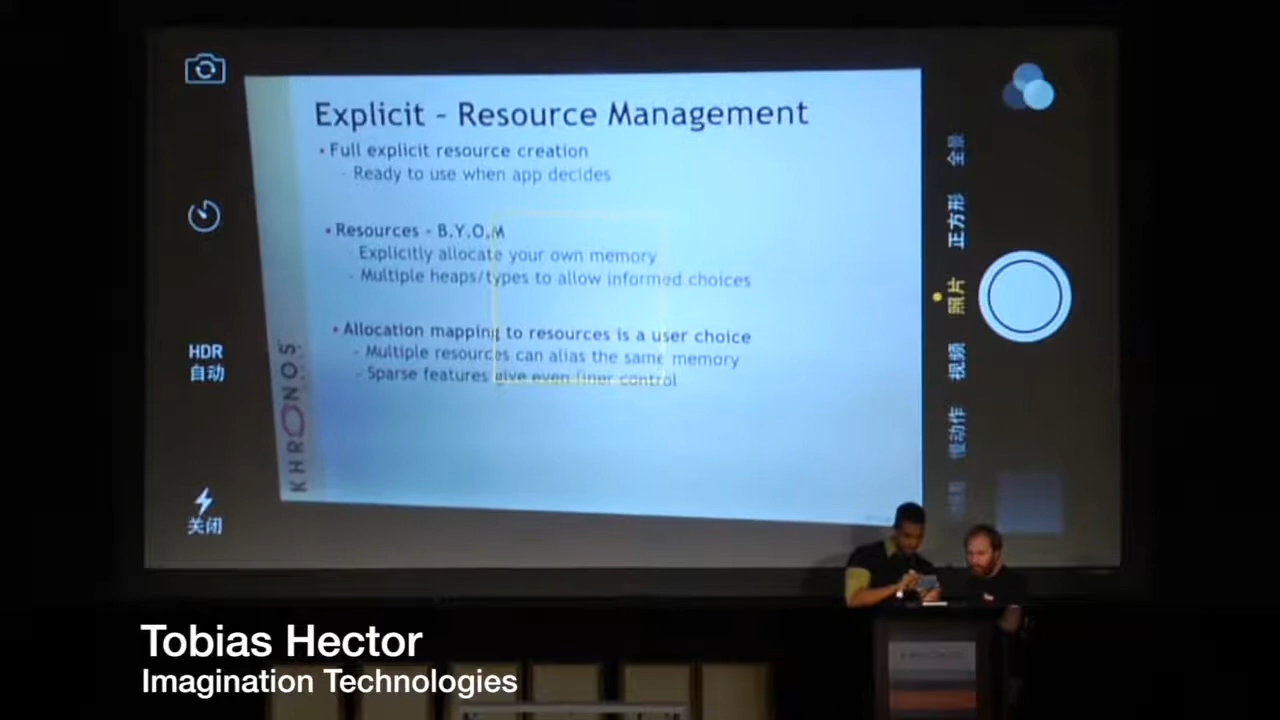 Explicit - Resource Management
• Full explicit resource creation
- Ready to use when app decides
• Resources - B.Y.O.M
Explicitly allocate your own memory
- Multiple heaps/types to allow informed choices
• Allocation mapping to resources is a user choice
- Multiple resources can alias the same memory
- Sparse features give even finer control
KHRONOS
HDR
自动
关闭
全景
正方形
照片
视频
慢动作
Tobias Hector
Imagination Technologies